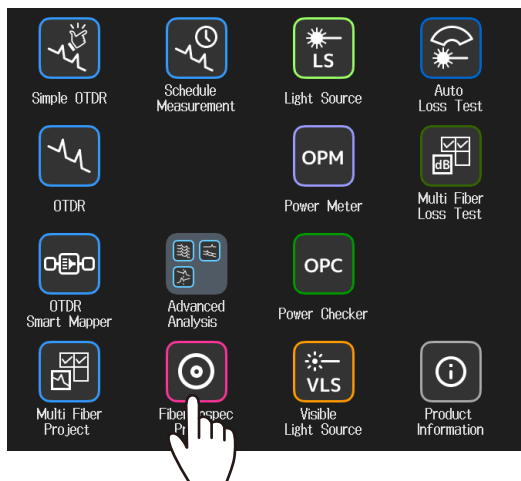 Simple OTDR
Schedule
Measurement
LS
Light Source
Auto
Loss Test
OTDR
OPM
Power Meter
dB
Multi Fiber
Loss Test
OTDR
Smart Mapper
Advanced
Analysis
OPC
Power Checker
Multi Fiber
Project
Fiber
VLS
Visible
Light Source
Product
Information